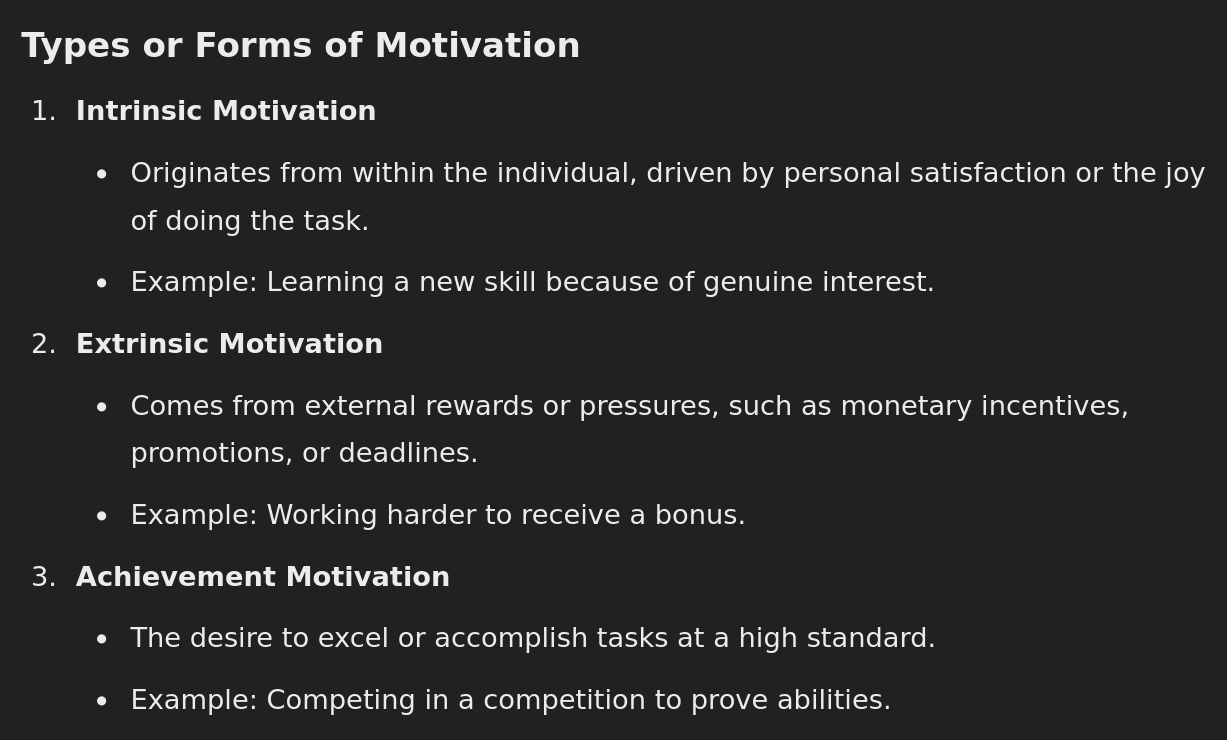 Types or Forms of Motivation
1. Intrinsic Motivation
• Originates from within the individual, driven by personal satisfaction or the joy
of doing the task.
• Example: Learning a new skill because of genuine interest.
2. Extrinsic Motivation
• Comes from external rewards or pressures, such as monetary incentives,
promotions, or deadlines.
• Example: Working harder to receive a bonus.
3. Achievement Motivation
• The desire to excel or accomplish tasks at a high standard.
• Example: Competing in a competition to prove abilities.